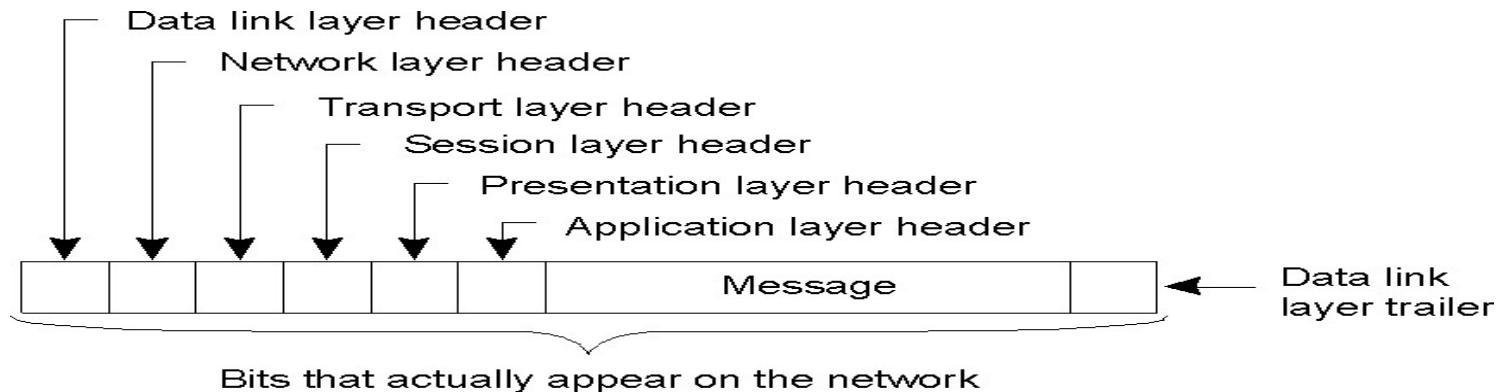 Data link layer header
Network layer header
Transport layer header
Session layer header
Presentation layer header
Application layer header
Message
Data link
layer trailer
Bits that actually appear on the network